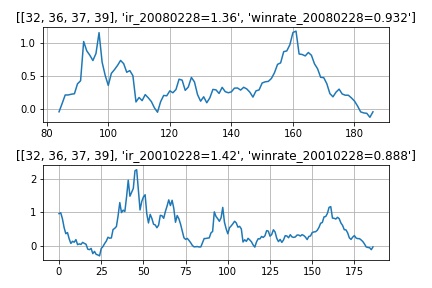 [[32, 36, 37, 39], 'ir_20080228=1.36', 'winrate_20080228=0.932']
1.0
0.5
0.0
80 100 120 140 160 180
[[32, 36, 37, 39], 'ir_20010228=1.42', 'winrate_20010228=0.888']
2
1
0
0 25 50 75 100 125 150 175